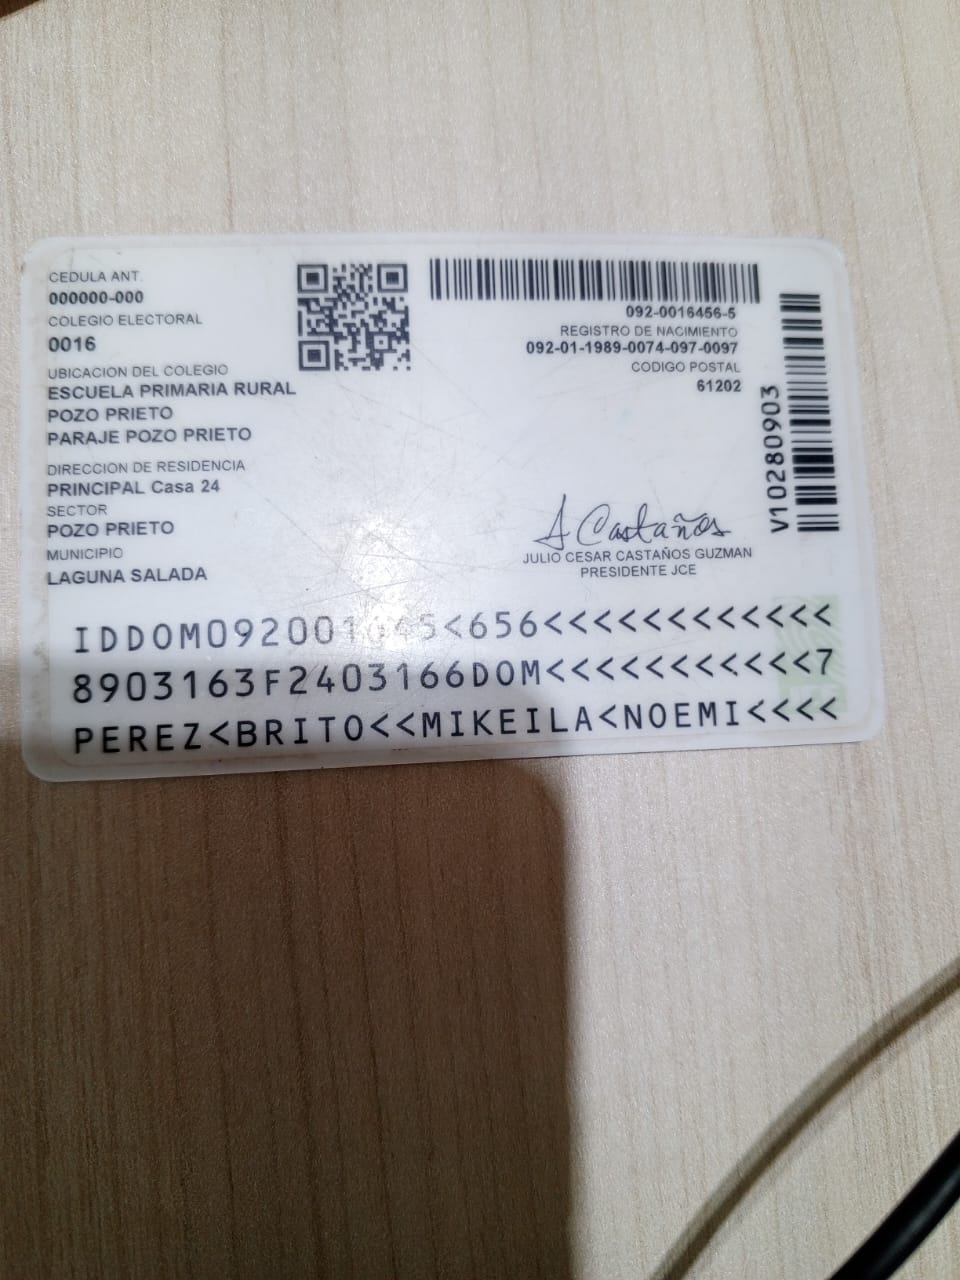 CEDULA ANT.
000000-000
COLEGIO ELECTORAL
0016
UBICACION DEL COLEGIO
ESCUELA PRIMARIA RURAL
POZO PRIETO
PARAJE POZO PRIETO
DIRECCION DE RESIDENCIA
PRINCIPAL Casa 24
SECTOR
POZO PRIETO
MUNICIPIO
LAGUNA SALADA
092-0016456-5
REGISTRO DE NACIMIENTO
092-01-1989-0074-097-0097
CODIGO POSTAL
61202
V10280903
A Castaños
JULIO CESAR CASTAÑOS GUZMAN
PRESIDENTE JCE
8903163F2403166DOM<<<<<<<<<<<7
PEREZ<BRITO<<MIKEILA<NOEMI<<<<